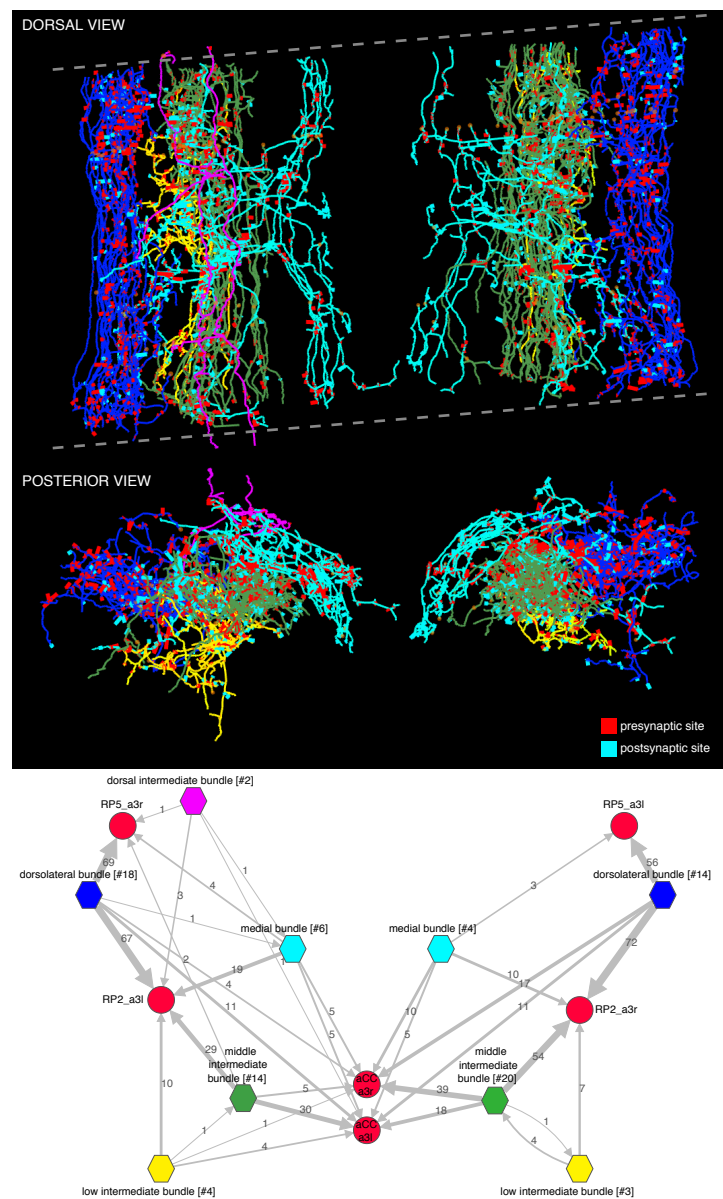 DORSAL VIEW
POSTERIOR VIEW
presynaptic site
postsynaptic site
dorsal intermediate bundle [#2]
RP5_a3r
RP5_a3l
1
69
56
dorsolateral bundle [#18]
dorsolateral bundle [#14]
4
1
3
3
1
medial bundle [#6]
medial bundle [#4]
67
72
2
1
19
10
4
17
RP2_a3l
RP2_a3r
11
5
10
11
5
5
29
54
middle
intermediate
bundle [#14]
middle
intermediate
bundle [#20]
aCC
a3r
10
5
39
7
30
18
aCC
a3l
1
4
1
4
low intermediate bundle [#4]
low intermediate bundle [#3]